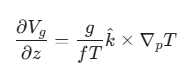 ∂V_g/∂z = g/(fT) k̂ × ∇_p T